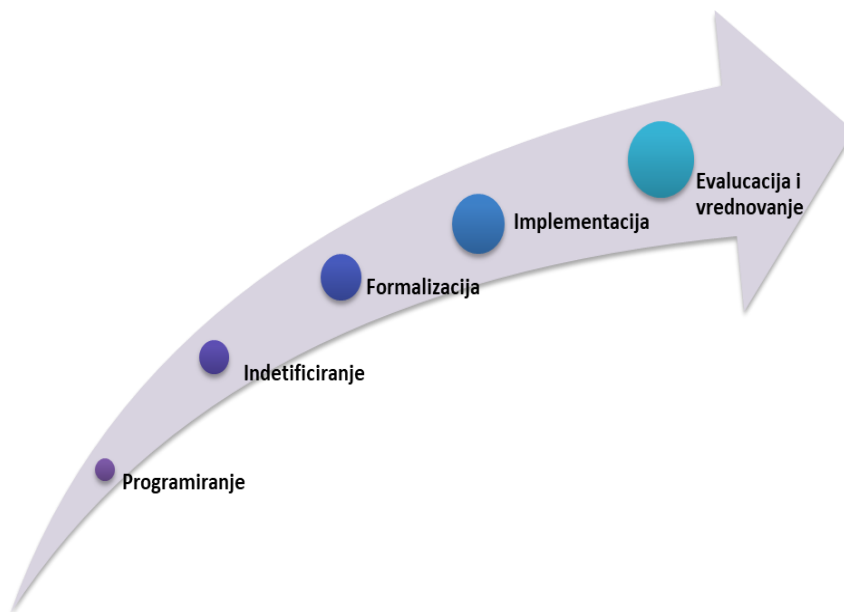 Evalucacija i
vrednovanje
Implementacija
Formalizacija
Indetificiranje
Programiranje